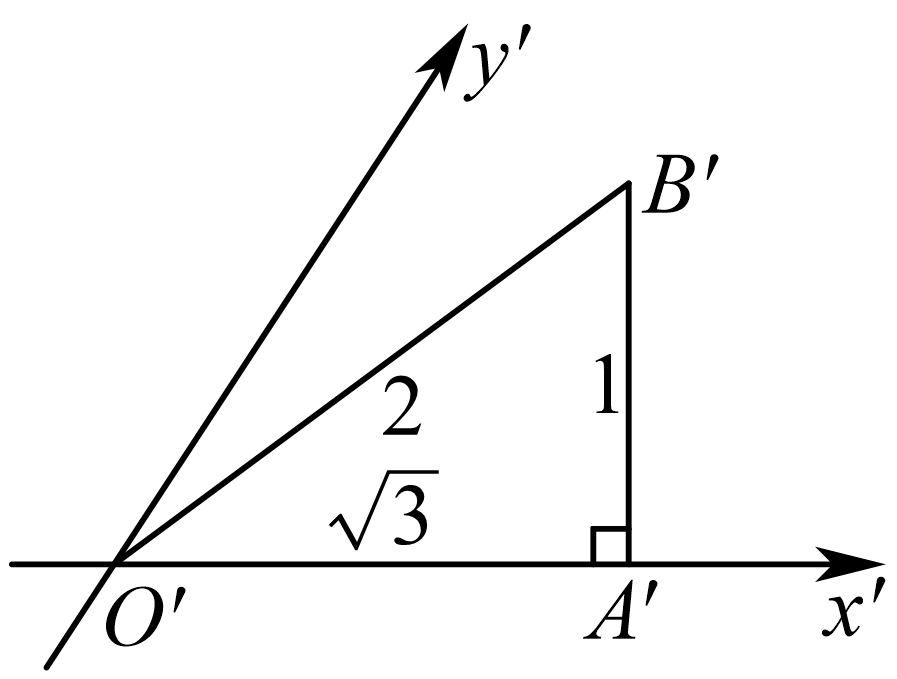 y′
B′
1
2
√3
O′
A′
x′